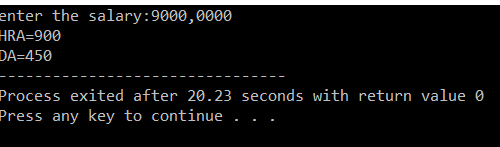 enter the salary:9000,0000
HRA=900
DA=450
--------------------------------
Process exited after 20.23 seconds with return value 0
Press any key to continue . . .